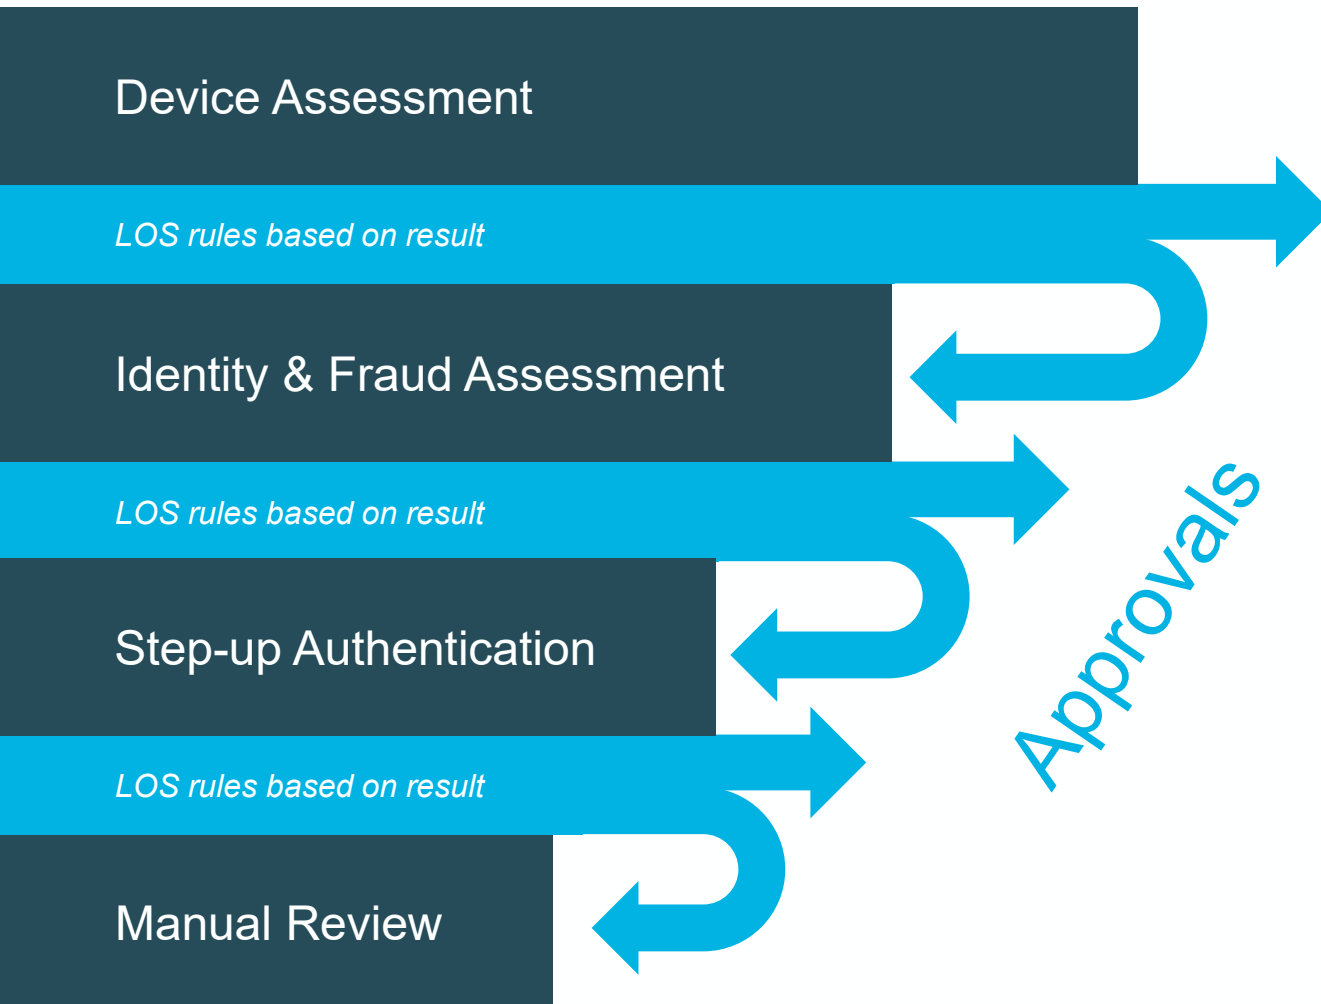 Device Assessment
LOS rules based on result
Identity & Fraud Assessment
LOS rules based on result
Approvals
Step-up Authentication
LOS rules based on result
Manual Review